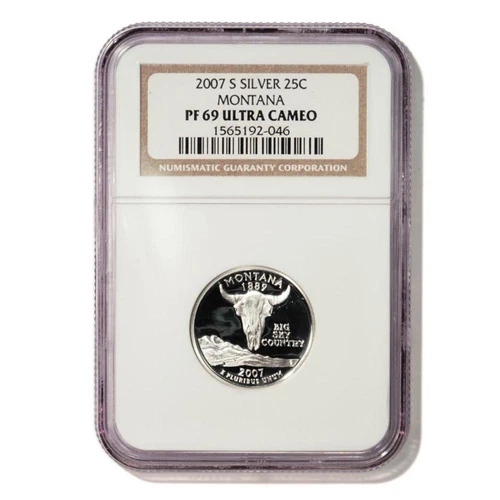 2007 S SILVER 25C
MONTANA
PF 69 ULTRA CAMEO
1565192-046
NUMISMATIC GUARANTY CORPORATION
MONTANA
1889
BIG
SKY
COUNTRY
2007
E PLURIBUS UNUM